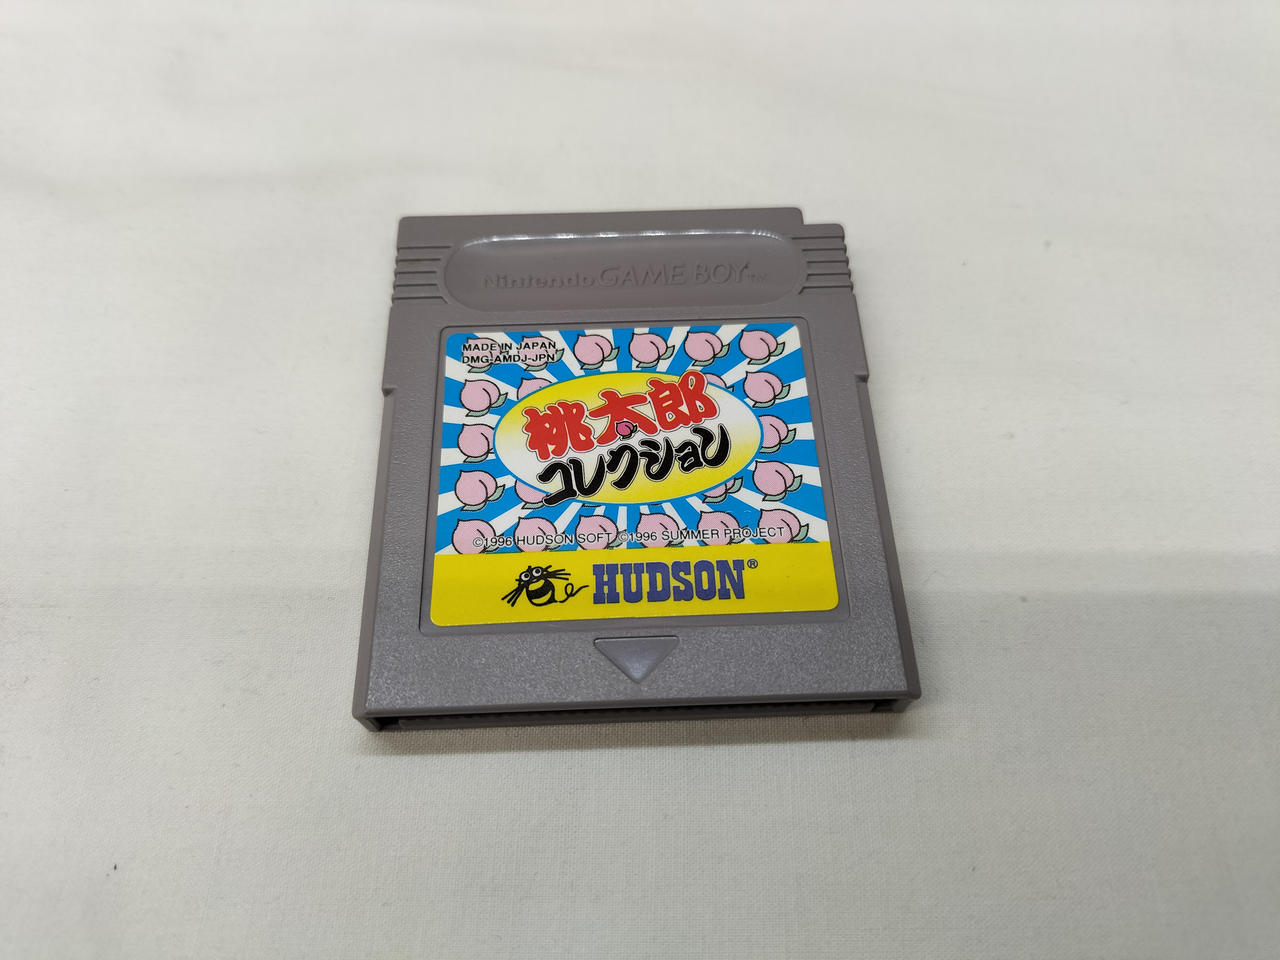 Nintendo GAME BOY™
MADE IN JAPAN
DMG-AMDJ-JPN
桃太郎
コレクション
©1996 HUDSON SOFT ©1996 SUMMER PROJECT
HUDSON®